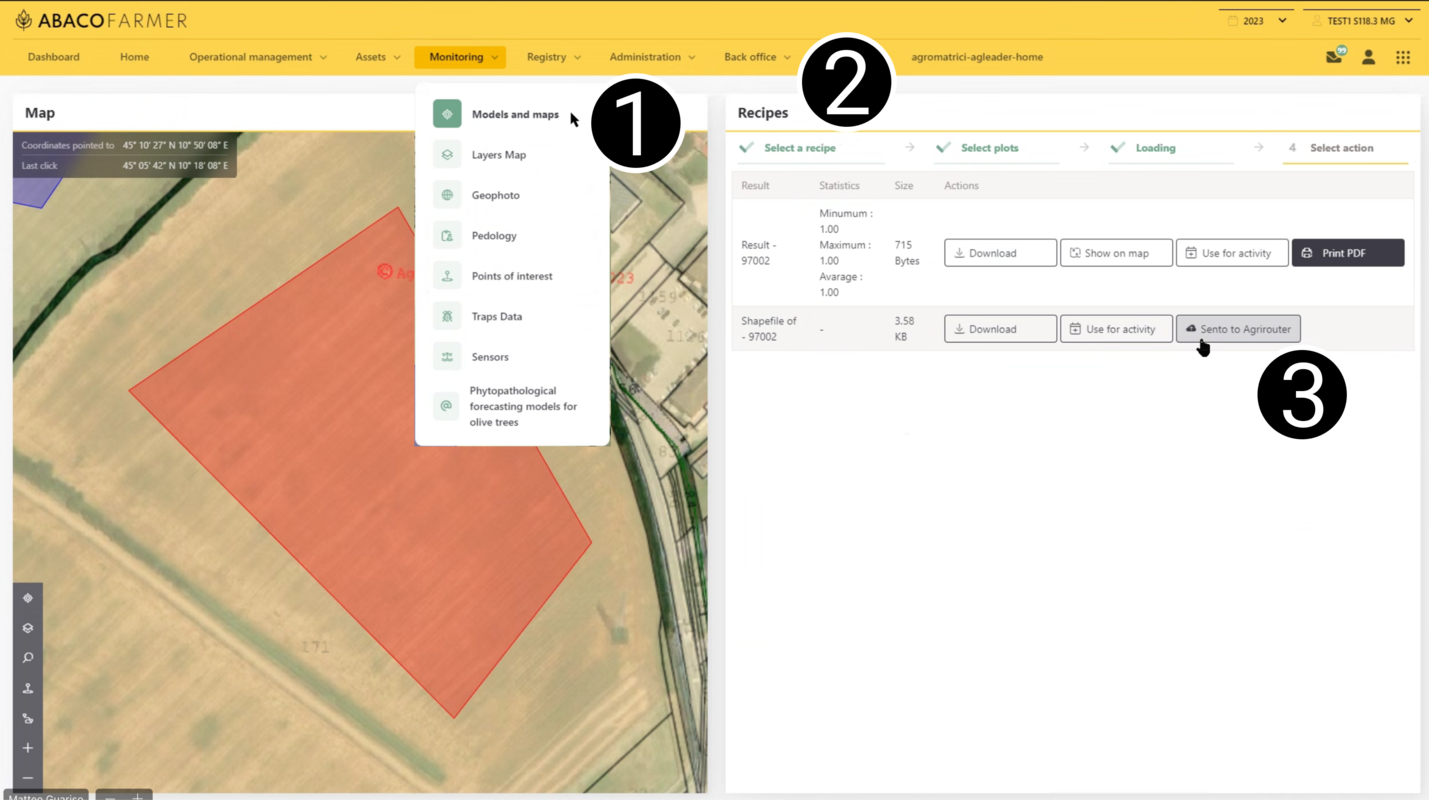 ABACOFARMER
2023
TEST1 S118.3 MG
Dashboard
Home
Operational management
Assets
Monitoring
Registry
Administration
Back office
agromatrici-agleader-home
99
2
1
Models and maps
Layers Map
Geophoto
Pedology
Points of interest
Traps Data
Sensors
Phytopathological
forecasting models for
olive trees
Map
Coordinates pointed to 45° 10' 27" N 10° 50' 08" E
Last click 45° 05' 42" N 10° 18' 08" E
Ag
23
171
Recipes
Select a recipe
Select plots
Loading
4 Select action
Result
Statistics
Size
Actions
Result -
97002
Minumum :
1.00
Maximum :
1.00
Avarage :
1.00
715
Bytes
Download
Show on map
Use for activity
Print PDF
Shapefile of
- 97002
-
3.58
KB
Download
Use for activity
Sento to Agrirouter
3